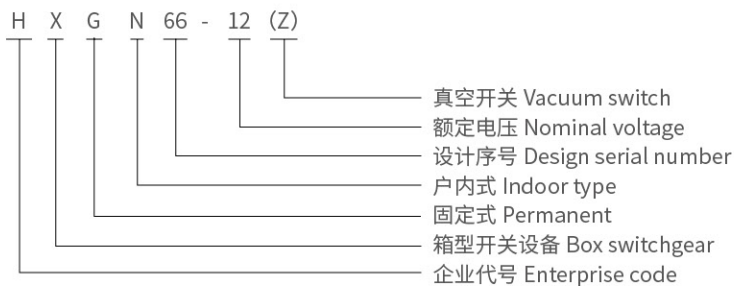 H X G N 66 - 12 (Z)
真空开关 Vacuum switch
额定电压 Nominal voltage
设计序号 Design serial number
户内式 Indoor type
固定式 Permanent
箱型开关设备 Box switchgear
企业代号 Enterprise code